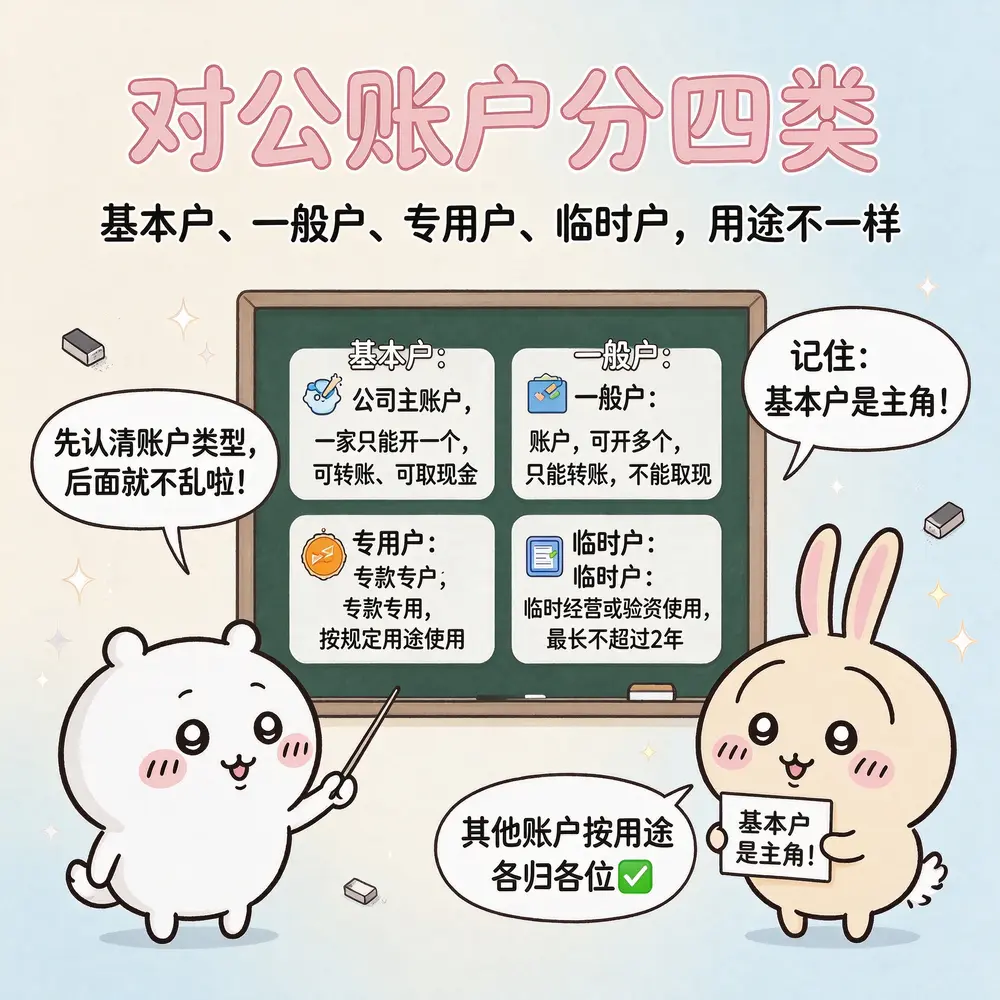 对公账户分四类
基本户、一般户、专用户、临时户，用途不一样
先认清账户类型，
后面就不乱啦！
基本户：
公司主账户，
一家只能开一个，
可转账、可取现金
一般户：
一般户：
账户，可开多个，
只能转账，不能取现
记住：
基本户是主角！
专用户：
专款专户；
专款专用，
按规定用途使用
临时户：
临时户：
临时经营或验资使用，
最长不超过2年
其他账户按用途
各归各位✅
基本户
是主角！